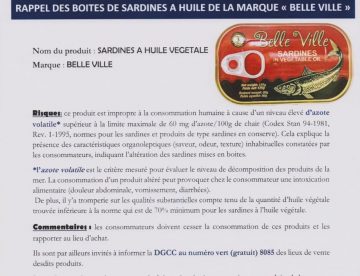 RAPPEL DES BOITES DE SARDINES A HUILE DE LA MARQUE « BELLE VILLE »
Nom du produit : SARDINES A HUILE VEGETALE
Marque : BELLE VILLE
Belle Ville
SARDINES
IN VEGETABLE OIL
Risques: ce produit est impropre à la consommation humaine à cause d'un niveau élevé d'azote
volatile* supérieur à la limite maximale de 60 mg d'azote/100g de chair (Codex Stan 94-1981,
Rev. 1-1995, normes pour les sardines et produits de type sardines en conserve). Cela explique la
présence des caractéristiques organoleptiques (saveur, odeur, texture) inhabituelles constatées par
les consommateurs, indiquant l'altération des sardines mises en boites.
*l'azote volatile est le critère mesuré pour évaluer le niveau de décomposition des produits de la
mer. La consommation d'un produit altéré peut provoquer chez le consommateur une intoxication
alimentaire (douleur abdominale, vomissement, diarrhées).
De plus, il y'a tromperie sur les qualités substantielles compte tenu de la quantité d'huile végétale
trouvée inférieure à la norme qui est de 70% minimum pour les sardines à l'huile végétale.
Commentaires : les consommateurs doivent cesser la consommation de ces produits et les
rapporter au lieu d'achat.
Ils sont par ailleurs invités à informer la DGCC au numéro vert (gratuit) 8085 des lieux de vente
desdits produits.